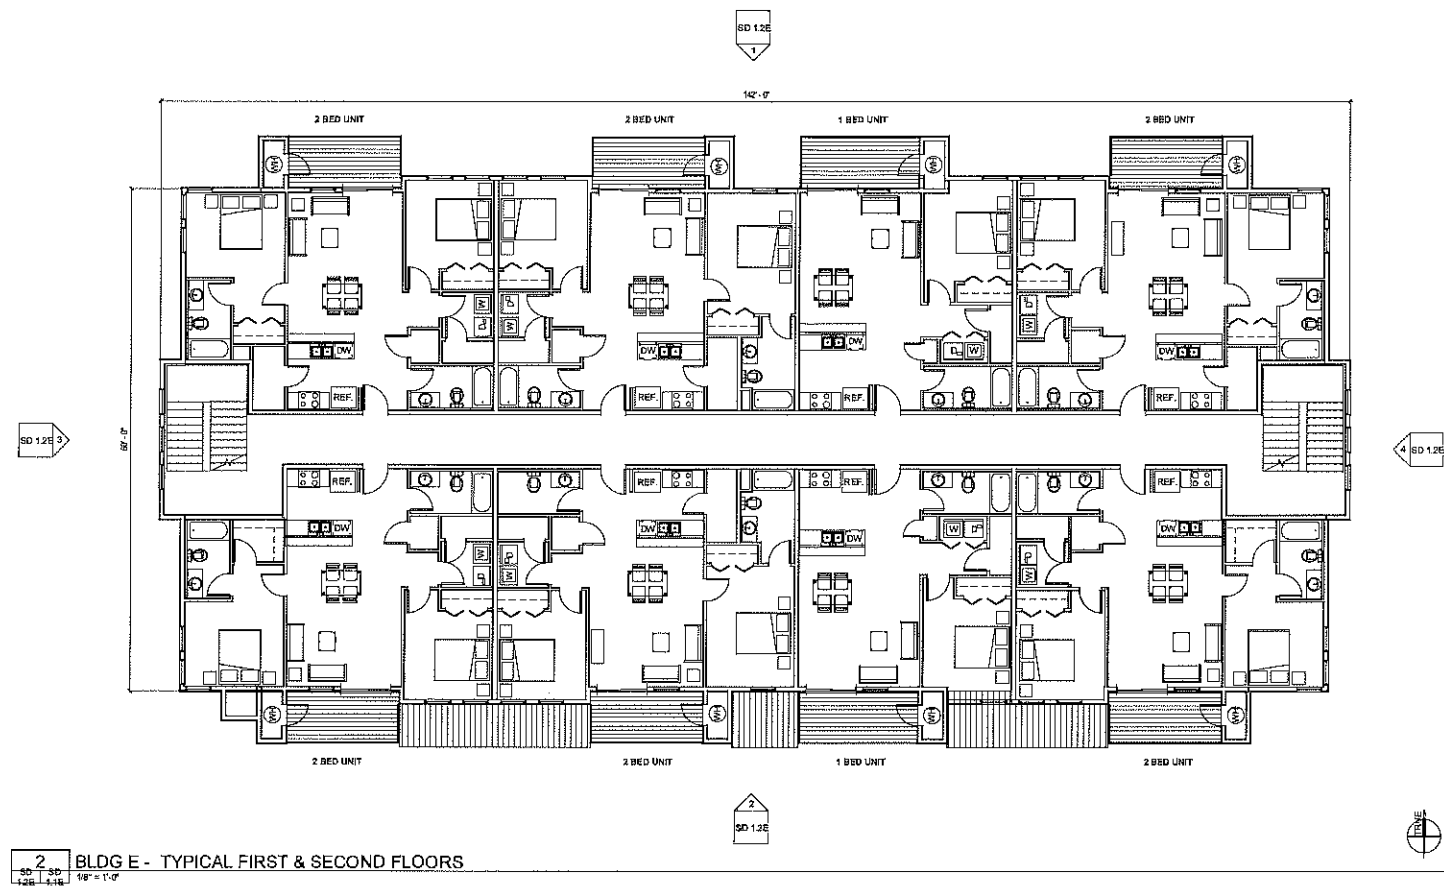 SD 1.2E
1
142' - 0"
2 BED UNIT
2 BED UNIT
1 BED UNIT
2 BED UNIT
WH
WH
WH
WH
W
D
D
W
D
W
D
W
DW
DW
DW
DW
REF.
REF.
REF.
REF.
60' - 0"
SD 1.2E 3
4 SD 1.2E
REF.
REF.
REF.
REF.
DW
DW
DW
DW
W
D
D
W
W
D
D
W
WH
WH
WH
WH
2 BED UNIT
2 BED UNIT
1 BED UNIT
2 BED UNIT
2
SD 1.2E
TRUE
2
SD 1.2E
SD 1.1E
BLDG E - TYPICAL FIRST & SECOND FLOORS
1/8" = 1'-0"